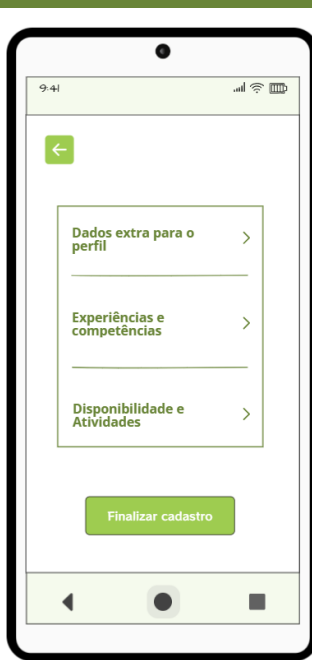 9:41
Dados extra para o
perfil
Experiências e
competências
Disponibilidade e
Atividades
Finalizar cadastro